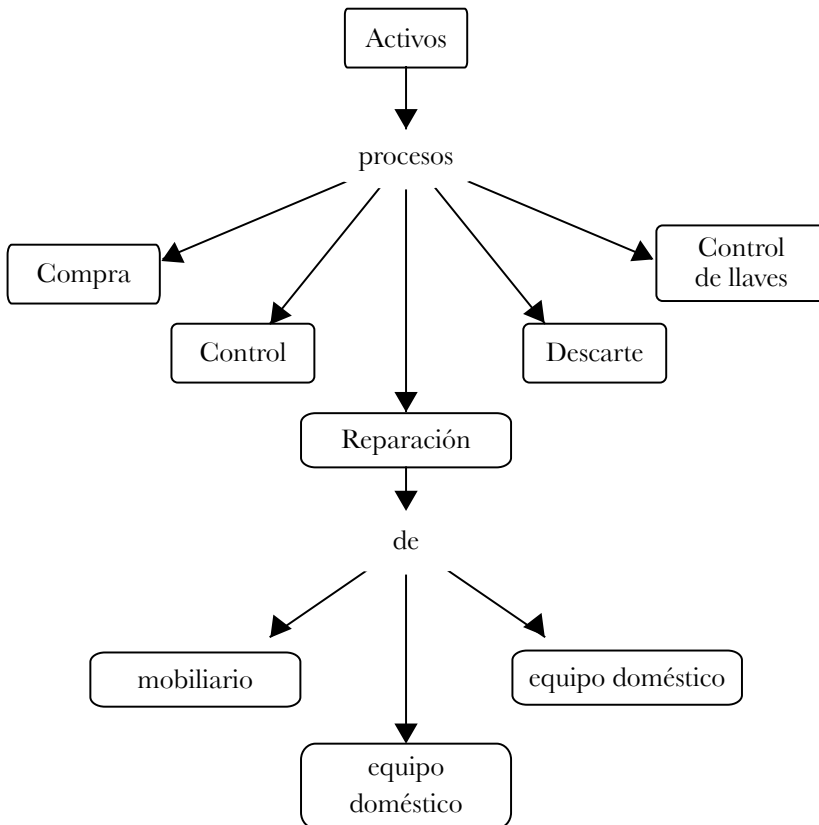 Activos
procesos
Compra
Control
de llaves
Control
Descarte
Reparación
de
mobiliario
equipo doméstico
equipo
doméstico